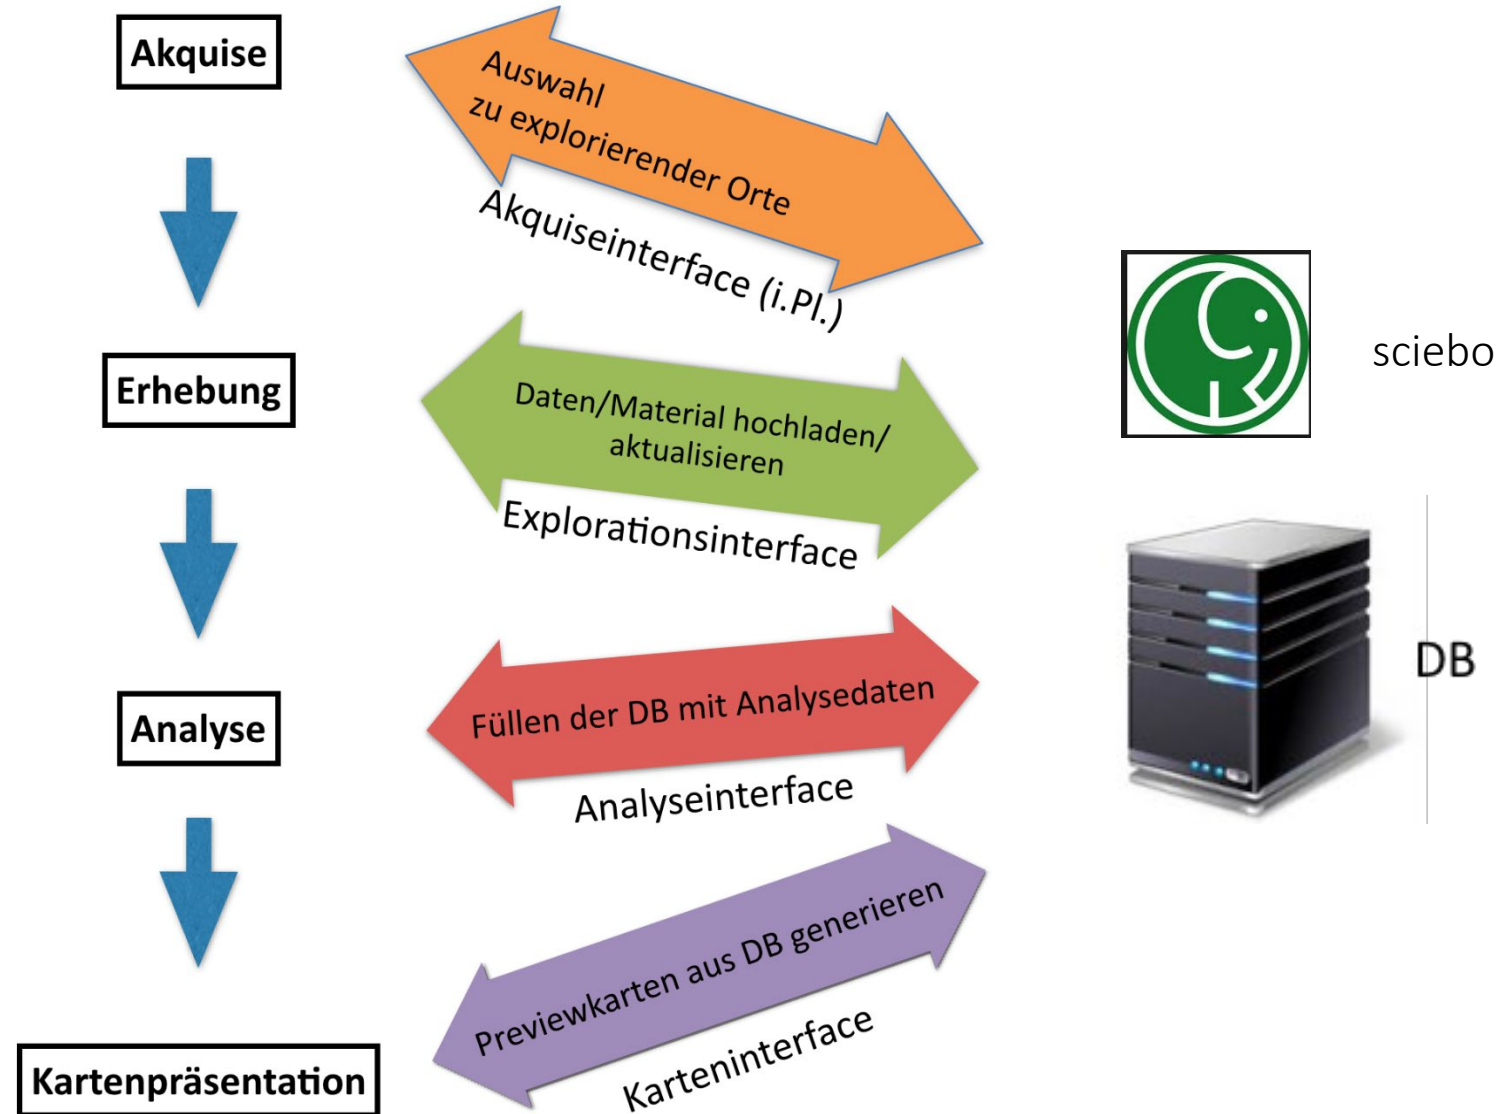 Akquise
Auswahl
zu explorierender Orte
Akquiseinterface (i.Pl.)
sciebo
Erhebung
Daten/Material hochladen/
aktualisieren
Explorationsinterface
DB
Analyse
Füllen der DB mit Analysedaten
Analyseinterface
Previewkarten aus DB generieren
Karteninterface
Kartenpräsentation